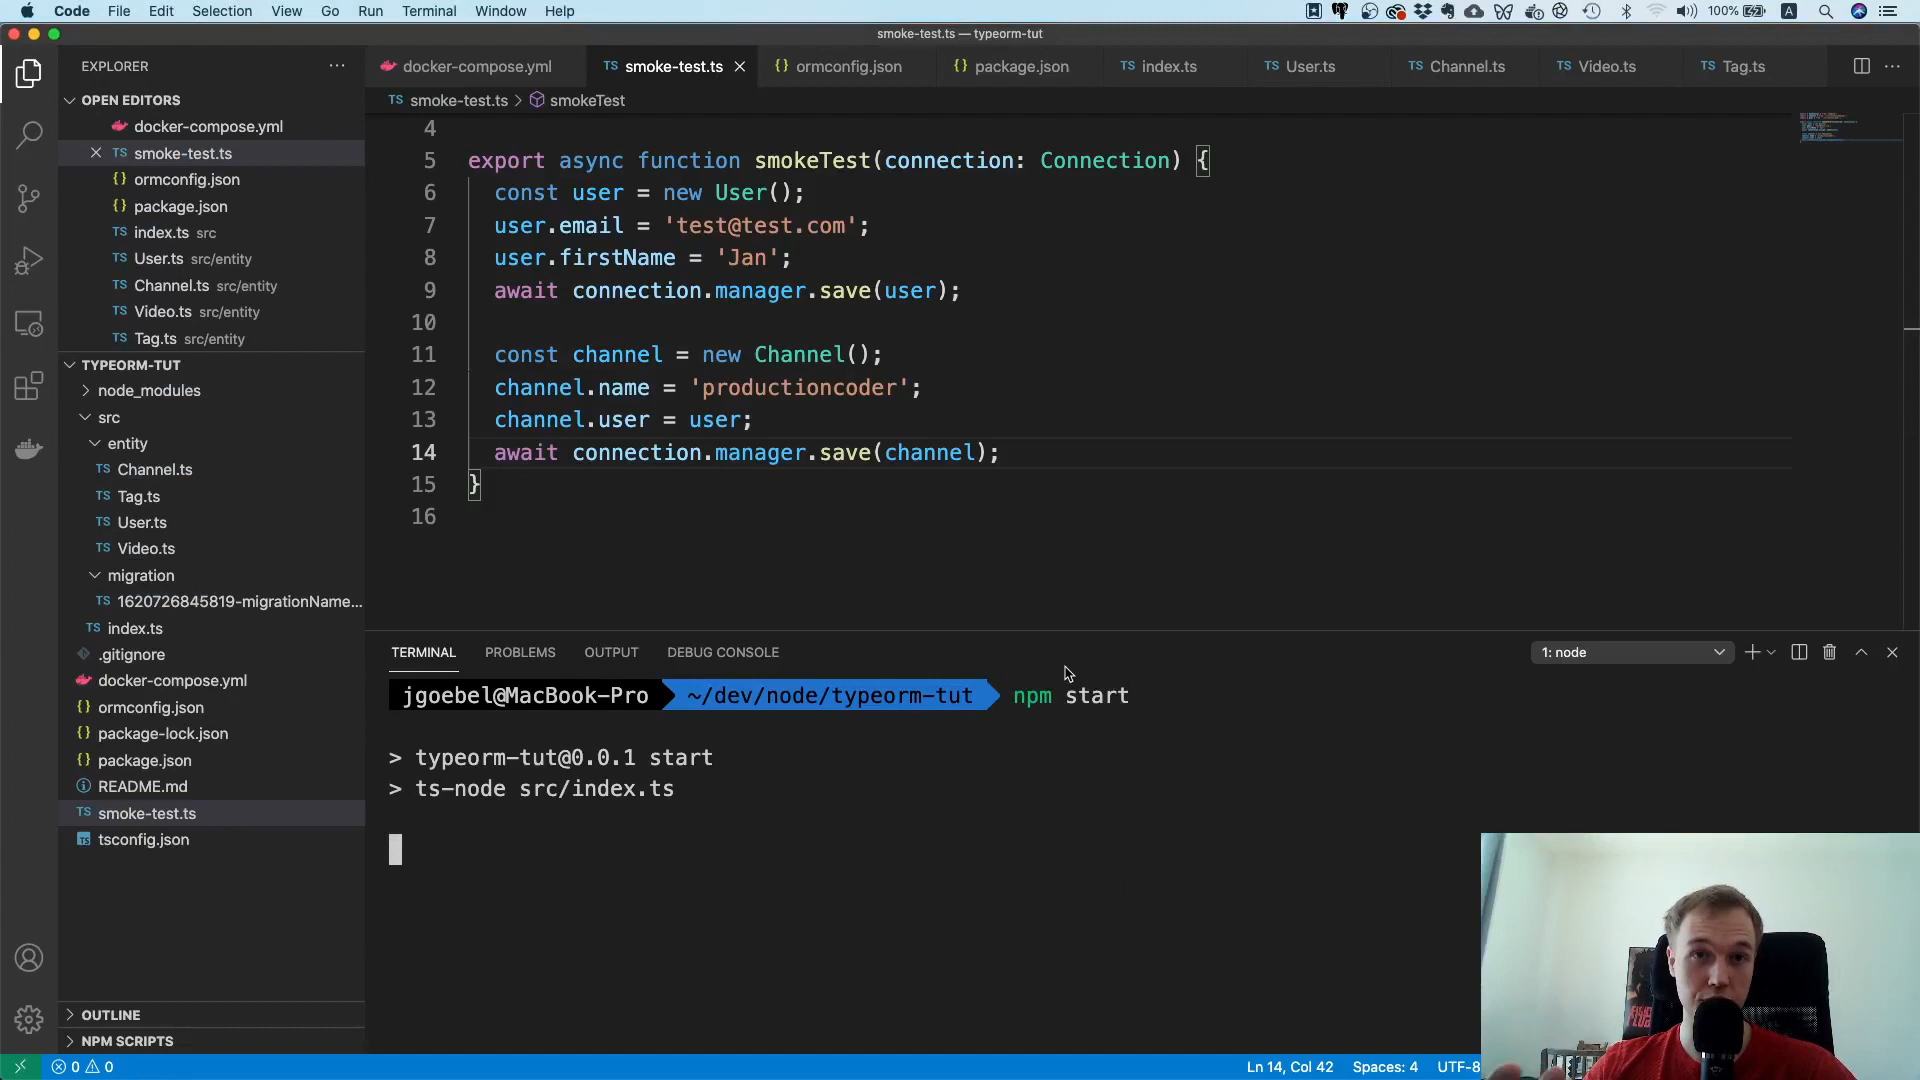 Code File Edit Selection View Go Run Terminal Window Help
100%
A
smoke-test.ts — typeorm-tut
EXPLORER
docker-compose.yml
TS smoke-test.ts
{} ormconfig.json
{} package.json
TS index.ts
TS User.ts
TS Channel.ts
TS Video.ts
TS Tag.ts
TS smoke-test.ts > smokeTest
OPEN EDITORS
docker-compose.yml
TS smoke-test.ts
{} ormconfig.json
{} package.json
TS index.ts src
TS User.ts src/entity
TS Channel.ts src/entity
TS Video.ts src/entity
TS Tag.ts src/entity
TYPEORM-TUT
node_modules
src
entity
TS Channel.ts
TS Tag.ts
TS User.ts
TS Video.ts
migration
TS 1620726845819-migrationName...
TS index.ts
.gitignore
docker-compose.yml
{} ormconfig.json
{} package-lock.json
{} package.json
README.md
TS smoke-test.ts
tsconfig.json
OUTLINE
NPM SCRIPTS
4
5 export async function smokeTest(connection: Connection) {
6 const user = new User();
7 user.email = 'test@test.com';
8 user.firstName = 'Jan';
9 await connection.manager.save(user);
10
11 const channel = new Channel();
12 channel.name = 'productioncoder';
13 channel.user = user;
14 await connection.manager.save(channel);
15 }
16
TERMINAL PROBLEMS OUTPUT DEBUG CONSOLE
1: node
jgoebel@MacBook-Pro ~/dev/node/typeorm-tut npm start
> typeorm-tut@0.0.1 start
> ts-node src/index.ts
0 0
Ln 14, Col 42 Spaces: 4 UTF-8